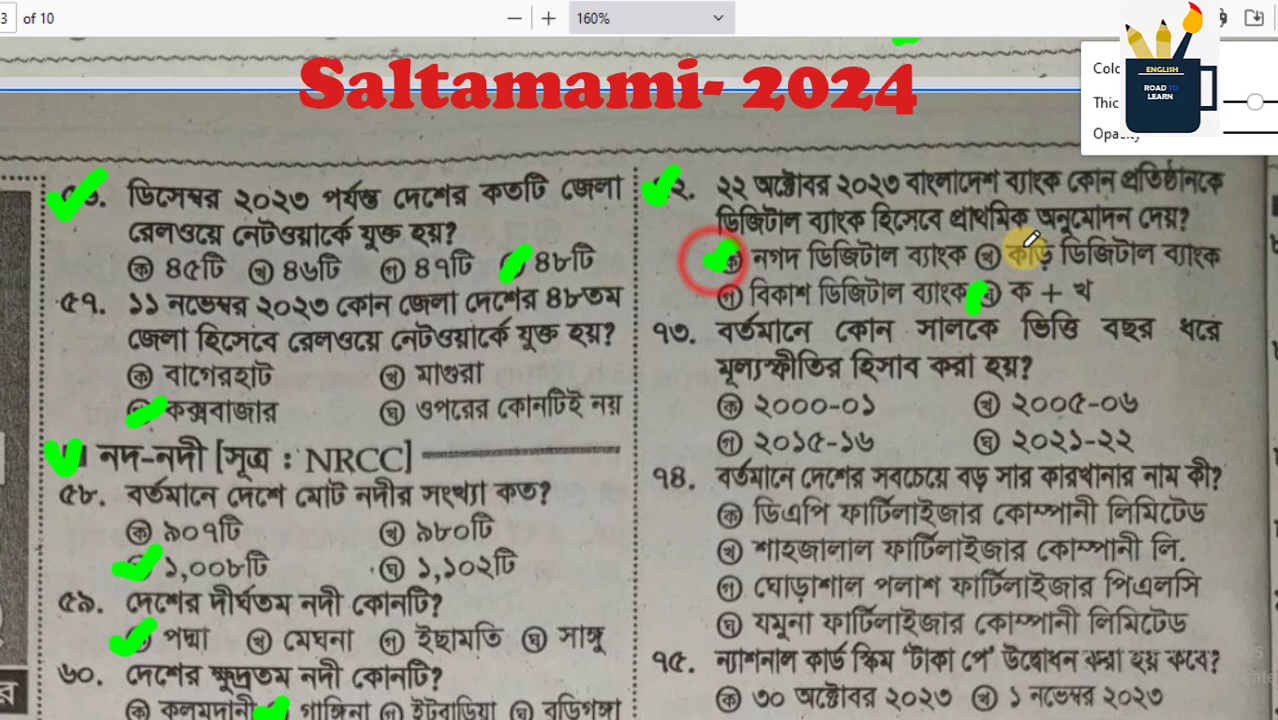 3 of 10
160%
Saltamami- 2024
ENGLISH
ROAD TO
LEARN
ডিসেম্বর ২০২৩ পর্যন্ত দেশের কতটি জেলা
রেলওয়ে নেটওয়ার্কে যুক্ত হয়?
ক ৪৫টি খ ৪৬টি গ ৪৭টি ৪৮টি
৫৭. ১১ নভেম্বর ২০২৩ কোন জেলা দেশের ৪৮তম
জেলা হিসেবে রেলওয়ে নেটওয়ার্কে যুক্ত হয়?
ক বাগেরহাট খ মাগুরা
কক্সবাজার ঘ ওপরের কোনটিই নয়
নদ-নদী [সূত্র : NRCC]
৫৮. বর্তমানে দেশে মোট নদীর সংখ্যা কত?
ক ৯০৭টি খ ৯৮০টি
১,০০৮টি ঘ ১,১০২টি
৫৯. দেশের দীর্ঘতম নদী কোনটি?
পদ্মা খ মেঘনা গ ইছামতি ঘ সাঙ্গু
৬০. দেশের ক্ষুদ্রতম নদী কোনটি?
ক কলমদানী গাঙ্গিনা গ ইটবাড়িয়া ঘ বুড়িগঙ্গা
২২ অক্টোবর ২০২৩ বাংলাদেশ ব্যাংক কোন প্রতিষ্ঠানকে
ডিজিটাল ব্যাংক হিসেবে প্রাথমিক অনুমোদন দেয়?
ক নগদ ডিজিটাল ব্যাংক খ কড়ি ডিজিটাল ব্যাংক
গ বিকাশ ডিজিটাল ব্যাংক ঘ ক + খ
৭৩. বর্তমানে কোন সালকে ভিত্তি বছর ধরে
মূল্যস্ফীতির হিসাব করা হয়?
ক ২০০০-০১ খ ২০০৫-০৬
গ ২০১৫-১৬ ঘ ২০২১-২২
৭৪. বর্তমানে দেশের সবচেয়ে বড় সার কারখানার নাম কী?
ক ডিএপি ফার্টিলাইজার কোম্পানী লিমিটেড
খ শাহজালাল ফার্টিলাইজার কোম্পানী লি.
গ ঘোড়াশাল পলাশ ফার্টিলাইজার পিএলসি
ঘ যমুনা ফার্টিলাইজার কোম্পানী লিমিটেড
৭৫. ন্যাশনাল কার্ড স্কিম ‘টাকা পে’ উদ্বোধন করা হয় কবে?
ক ৩০ অক্টোবর ২০২৩ খ ১ নভেম্বর ২০২৩